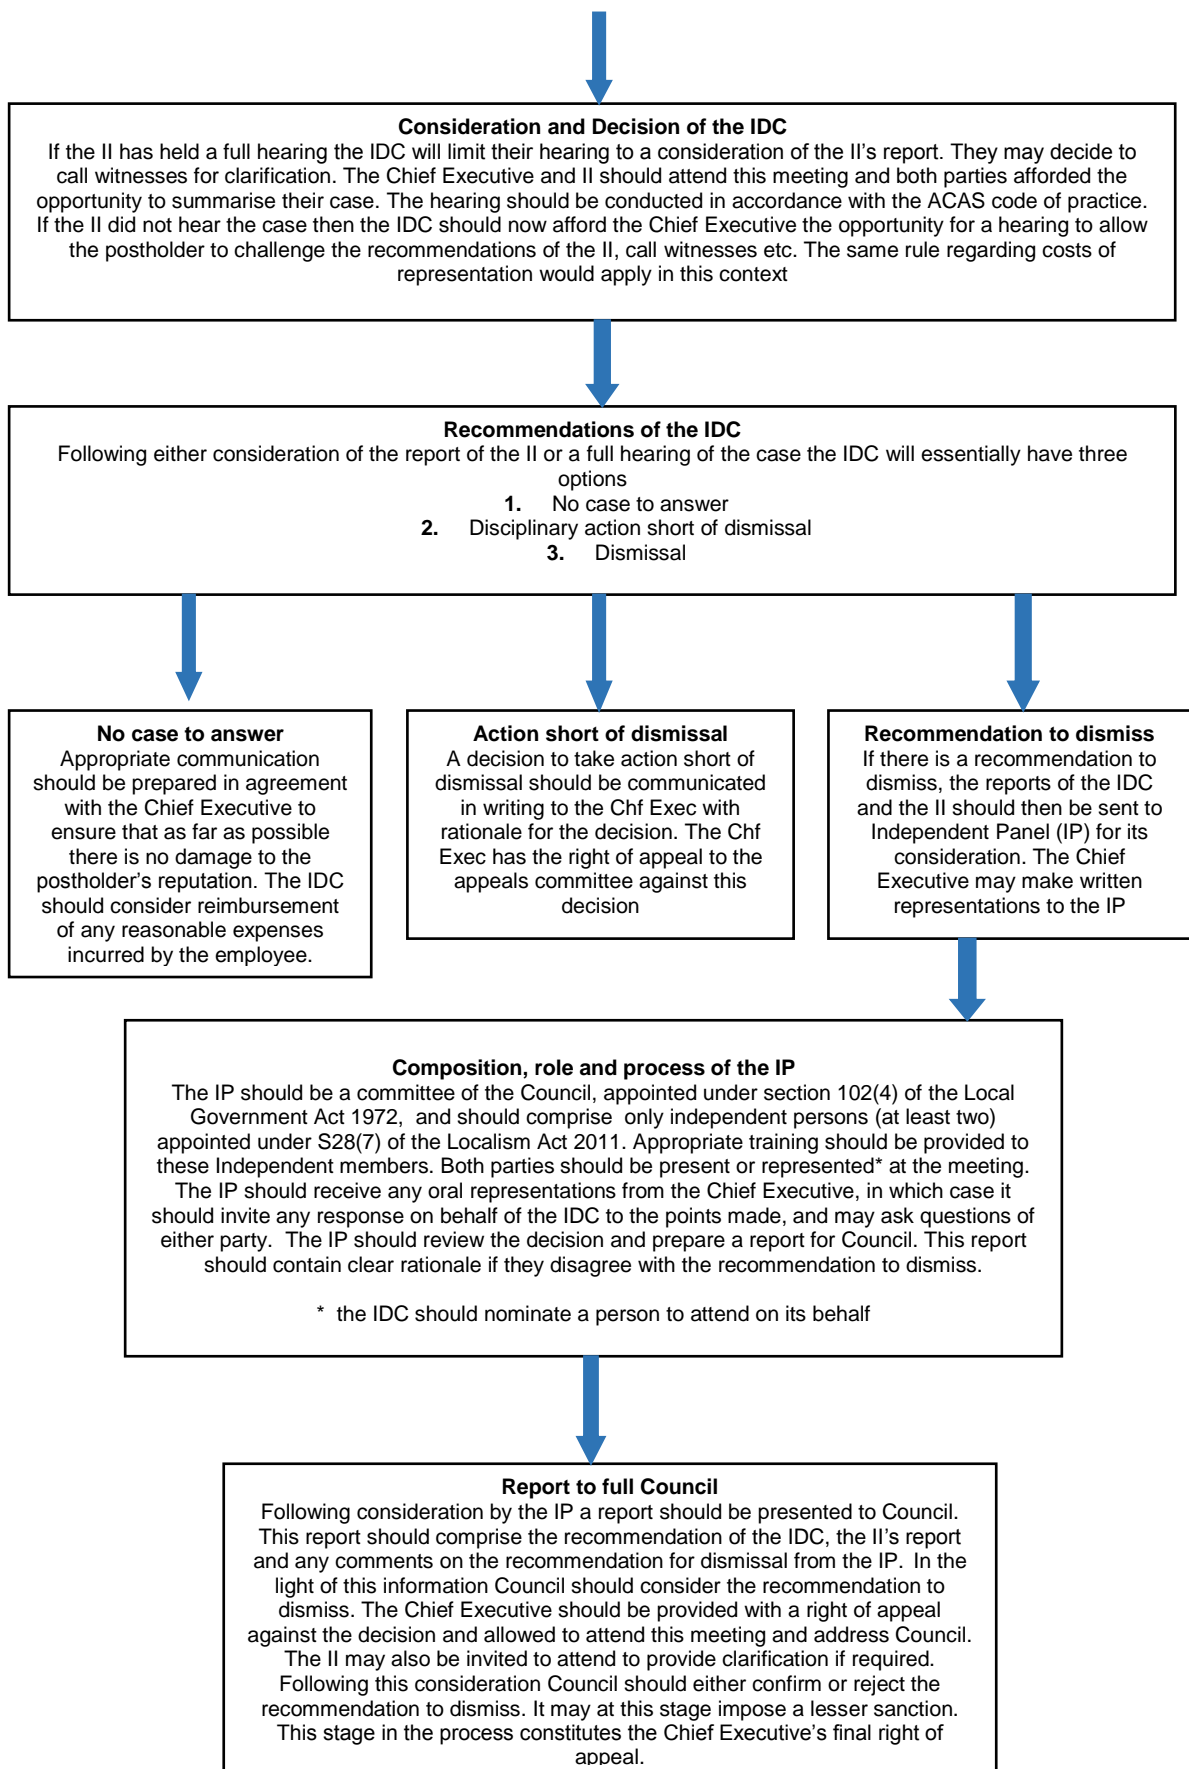 Consideration and Decision of the IDC
If the II has held a full hearing the IDC will limit their hearing to a consideration of the II's report. They may decide to
call witnesses for clarification. The Chief Executive and II should attend this meeting and both parties afforded the
opportunity to summarise their case. The hearing should be conducted in accordance with the ACAS code of practice.
If the II did not hear the case then the IDC should now afford the Chief Executive the opportunity for a hearing to allow
the postholder to challenge the recommendations of the II, call witnesses etc. The same rule regarding costs of
representation would apply in this context
Recommendations of the IDC
Following either consideration of the report of the II or a full hearing of the case the IDC will essentially have three
options
1. No case to answer
2. Disciplinary action short of dismissal
3. Dismissal
No case to answer
Appropriate communication
should be prepared in agreement
with the Chief Executive to
ensure that as far as possible
there is no damage to the
postholder's reputation. The IDC
should consider reimbursement
of any reasonable expenses
incurred by the employee.
Action short of dismissal
A decision to take action short of
dismissal should be communicated
in writing to the Chf Exec with
rationale for the decision. The Chf
Exec has the right of appeal to the
appeals committee against this
decision
Recommendation to dismiss
If there is a recommendation to
dismiss, the reports of the IDC
and the II should then be sent to
Independent Panel (IP) for its
consideration. The Chief
Executive may make written
representations to the IP
Composition, role and process of the IP
The IP should be a committee of the Council, appointed under section 102(4) of the Local
Government Act 1972, and should comprise only independent persons (at least two)
appointed under S28(7) of the Localism Act 2011. Appropriate training should be provided to
these Independent members. Both parties should be present or represented* at the meeting.
The IP should receive any oral representations from the Chief Executive, in which case it
should invite any response on behalf of the IDC to the points made, and may ask questions of
either party. The IP should review the decision and prepare a report for Council. This report
should contain clear rationale if they disagree with the recommendation to dismiss.
* the IDC should nominate a person to attend on its behalf
Report to full Council
Following consideration by the IP a report should be presented to Council.
This report should comprise the recommendation of the IDC, the II's report
and any comments on the recommendation for dismissal from the IP. In the
light of this information Council should consider the recommendation to
dismiss. The Chief Executive should be provided with a right of appeal
against the decision and allowed to attend this meeting and address Council.
The II may also be invited to attend to provide clarification if required.
Following this consideration Council should either confirm or reject the
recommendation to dismiss. It may at this stage impose a lesser sanction.
This stage in the process constitutes the Chief Executive's final right of
appeal.